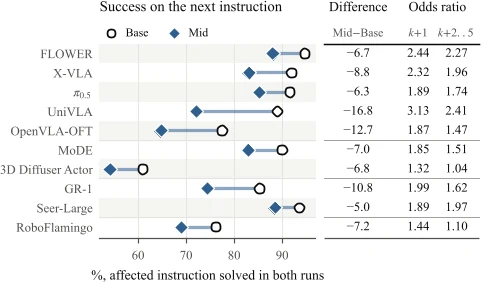 Success on the next instruction Difference Odds ratio
Base Mid Mid−Base k+1 k+2..5
FLOWER −6.7 2.44 2.27
X-VLA −8.8 2.32 1.96
π0.5 −6.3 1.89 1.74
UniVLA −16.8 3.13 2.41
OpenVLA-OFT −12.7 1.87 1.47
MoDE −7.0 1.85 1.51
3D Diffuser Actor −6.8 1.32 1.04
GR-1 −10.8 1.99 1.62
Seer-Large −5.0 1.89 1.97
RoboFlamingo −7.2 1.44 1.10
60 70 80 90
%, affected instruction solved in both runs